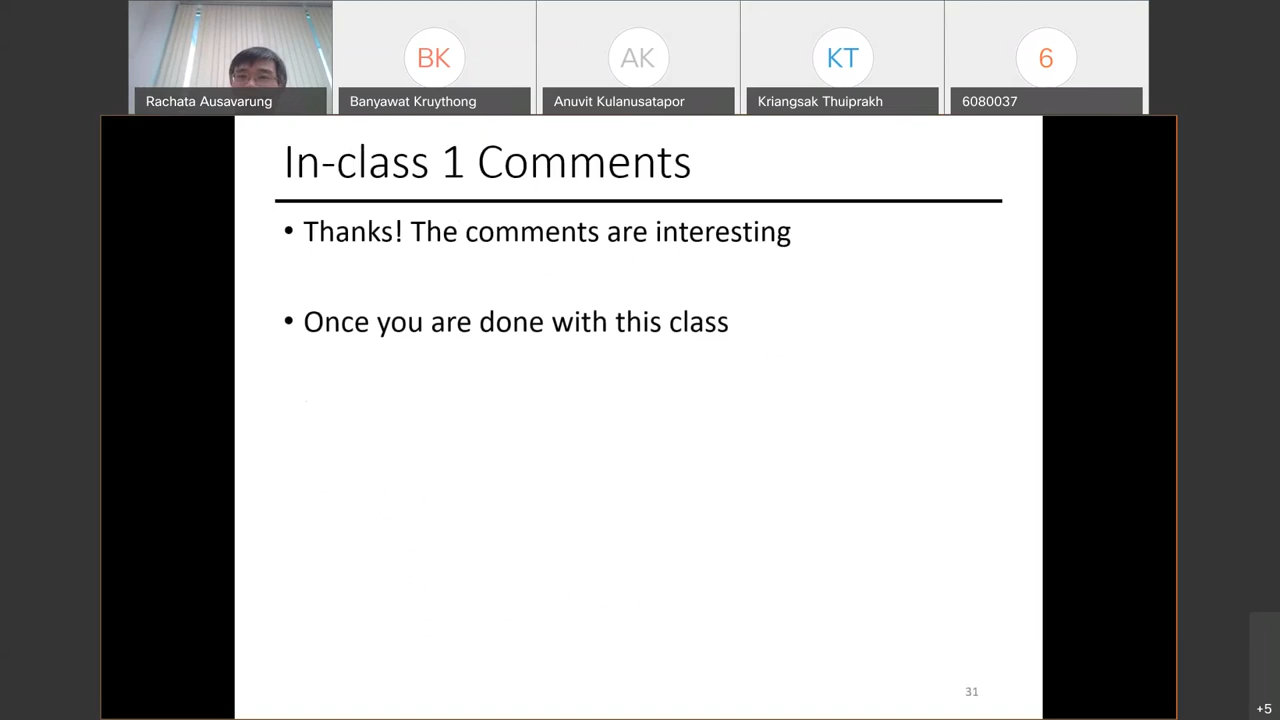 BK
AK
KT
6
Rachata Ausavarung
Banyawat Kruythong
Anuvit Kulanusatapor
Kriangsak Thuiprakh
6080037
In-class 1 Comments
• Thanks! The comments are interesting
• Once you are done with this class
31
+5